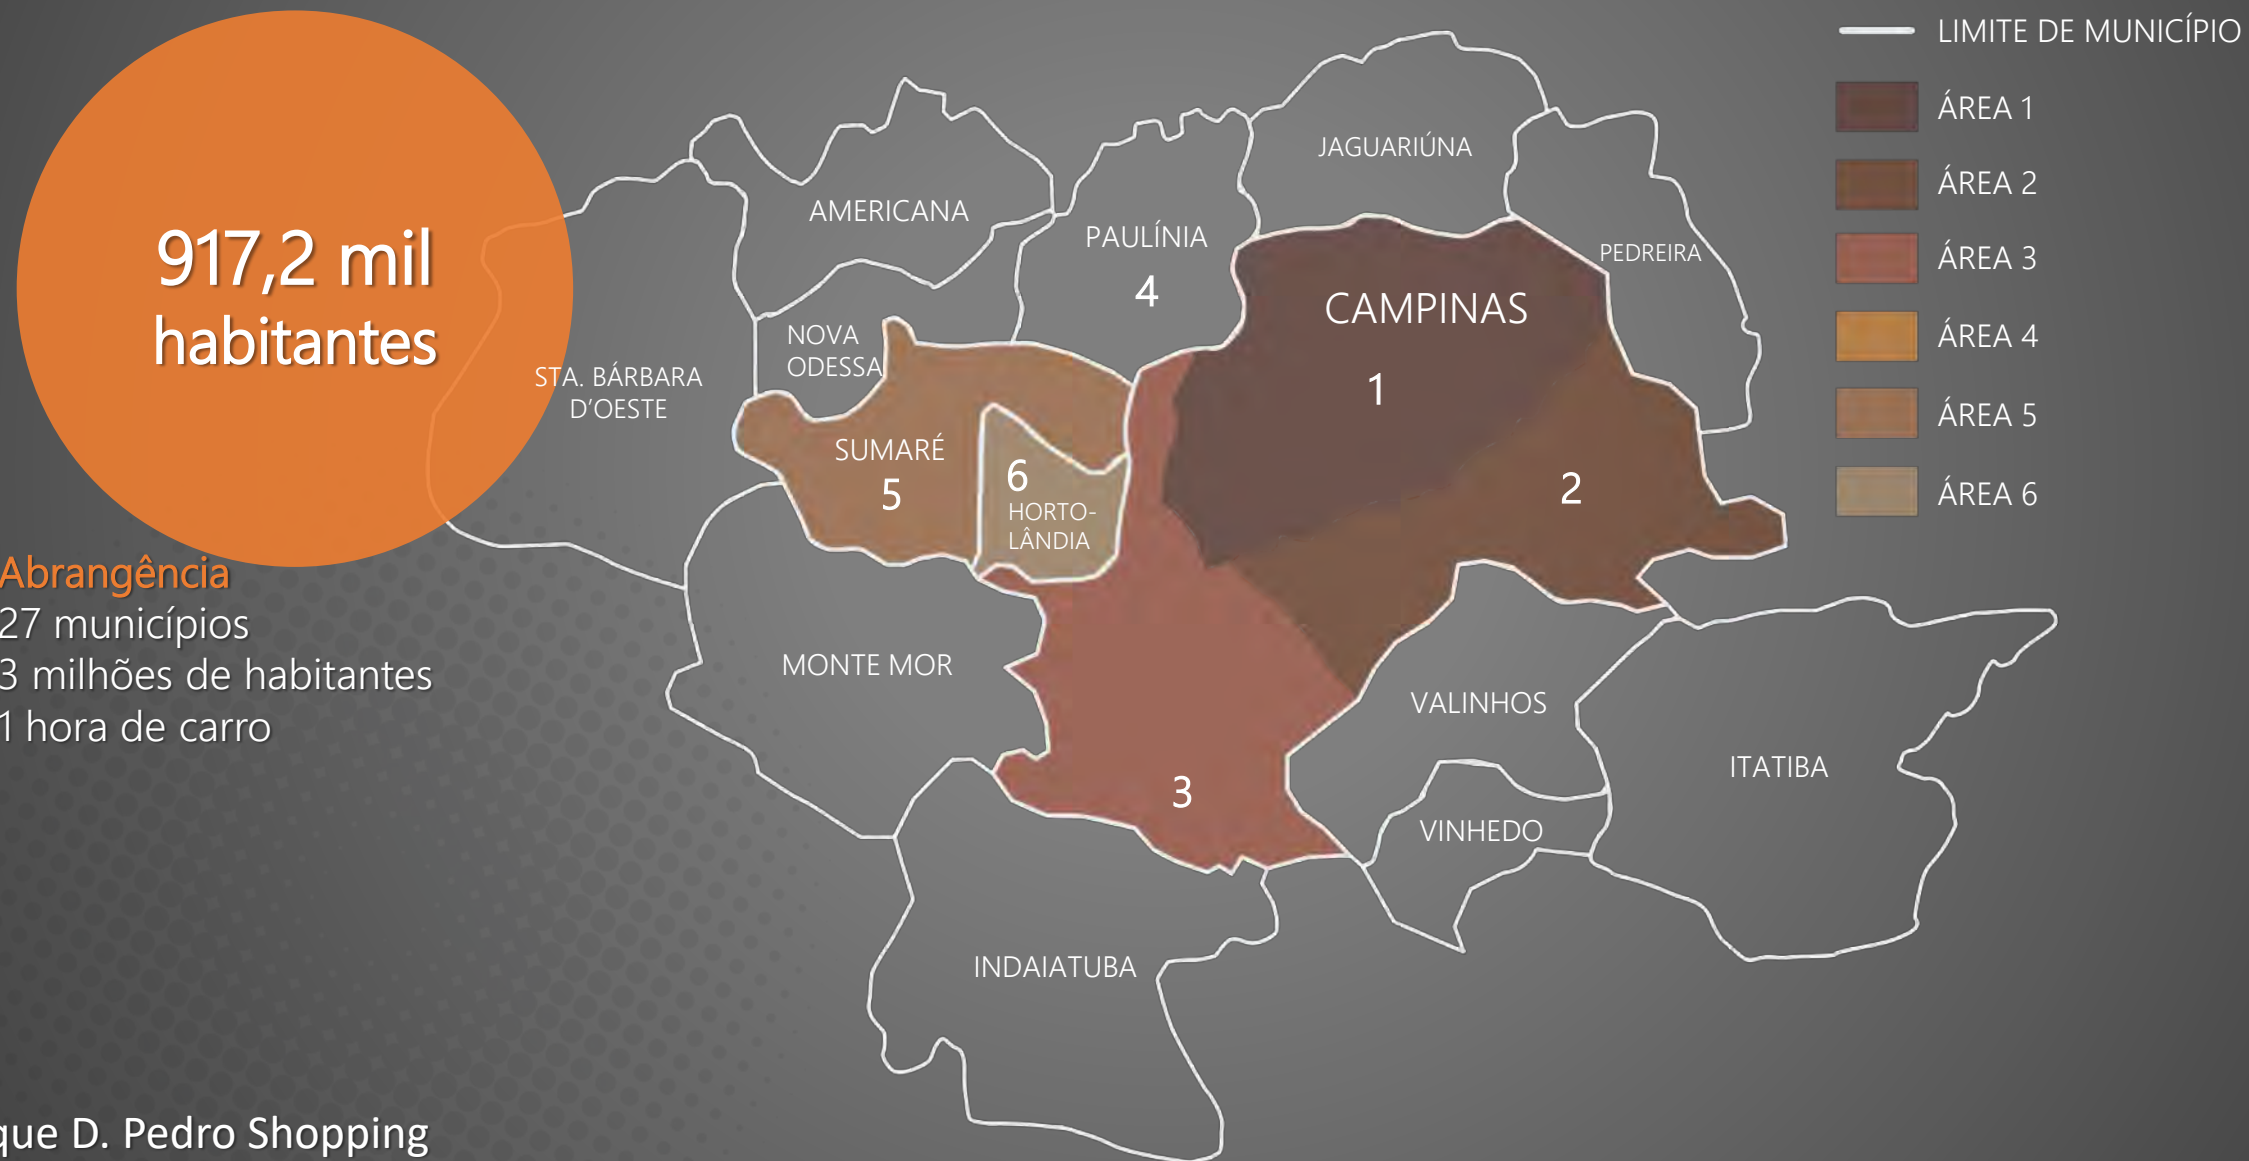 917,2 mil
habitantes
Abrangência
27 municípios
3 milhões de habitantes
1 hora de carro
que D. Pedro Shopping
AMERICANA
PAULÍNIA
4
JAGUARIÚNA
PEDREIRA
CAMPINAS
1
NOVA
ODESSA
STA. BÁRBARA
D'OESTE
SUMARÉ
5
6
HORTO-
LÂNDIA
2
MONTE MOR
VALINHOS
3
VINHEDO
ITATIBA
INDAIATUBA
LIMITE DE MUNICÍPIO
ÁREA 1
ÁREA 2
ÁREA 3
ÁREA 4
ÁREA 5
ÁREA 6